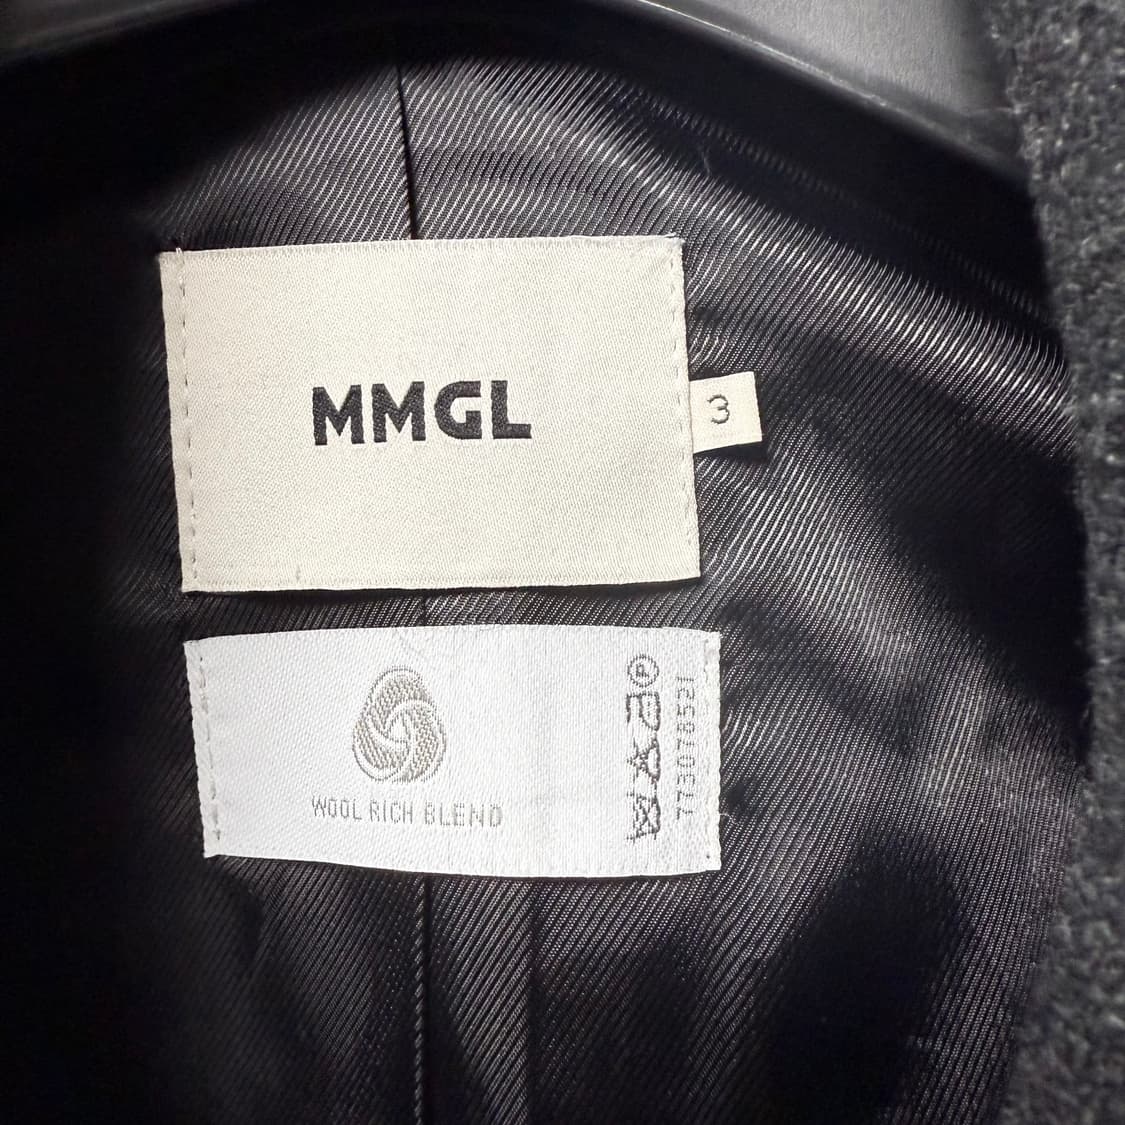 MMGL
3
WOOL RICH BLEND
P
773078521